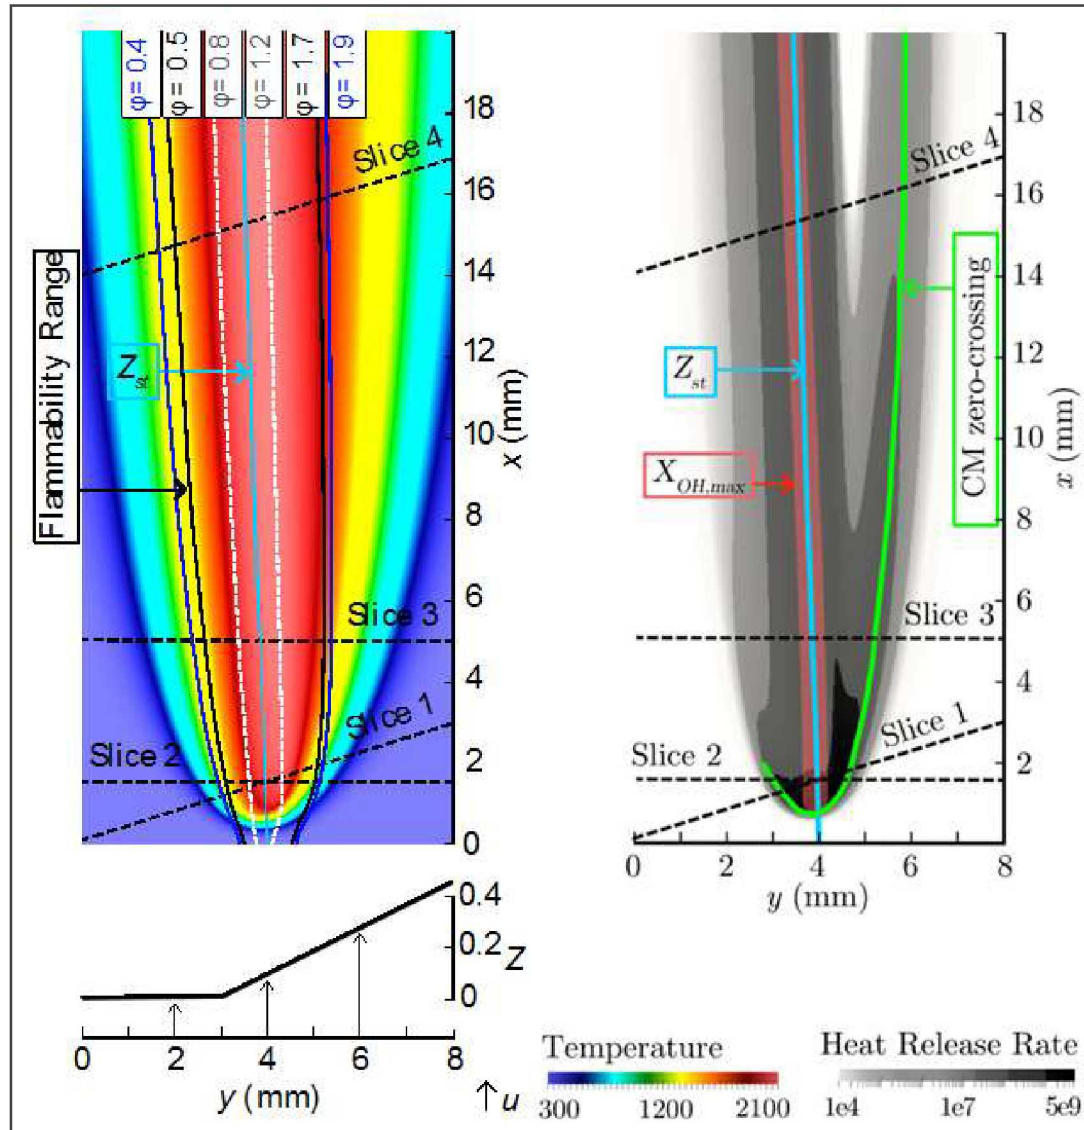 φ= 0.4
φ= 0.5
φ= 0.8
φ= 1.2
φ= 1.7
φ= 1.9
18
16
14
12
10
8
6
4
2
0
x (mm)
Slice 4
Flammability Range
Z_st
Slice 3
Slice 1
Slice 2
0.4
0.2
0
Z
0 2 4 6 8
y (mm)
u
18
16
14
12
10
8
6
4
2
x (mm)
Slice 4
CM zero-crossing
Z_st
X_OH,max
Slice 3
Slice 1
Slice 2
0 2 4 6 8
y (mm)
Temperature
300 1200 2100
Heat Release Rate
1e4 1e7 5e9